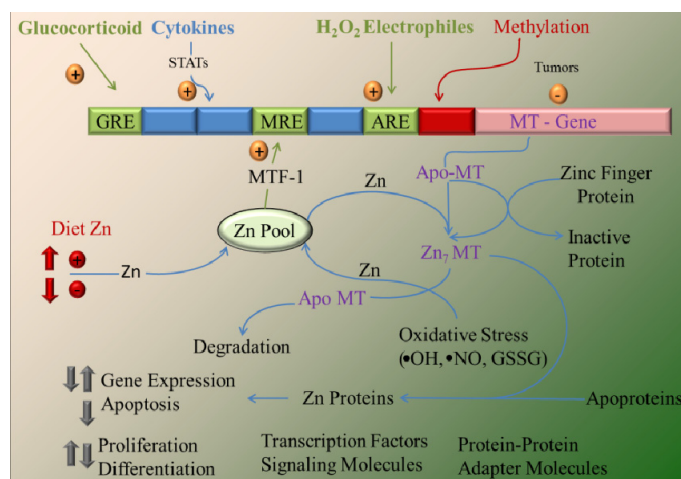 Glucocorticoid Cytokines H₂O₂ Electrophiles Methylation
STATs
Tumors
+
+
+
-
GRE MRE ARE MT - Gene
+
MTF-1
Zn
Apo-MT
Zinc Finger
Protein
Diet Zn
Zn Pool
Inactive
Protein
+
Zn
Zn₇ MT
-
Zn
Apo MT
Oxidative Stress
(•OH, •NO, GSSG)
Degradation
Gene Expression
Apoptosis
Zn Proteins
Apoproteins
Proliferation
Differentiation
Transcription Factors
Signaling Molecules
Protein-Protein
Adapter Molecules